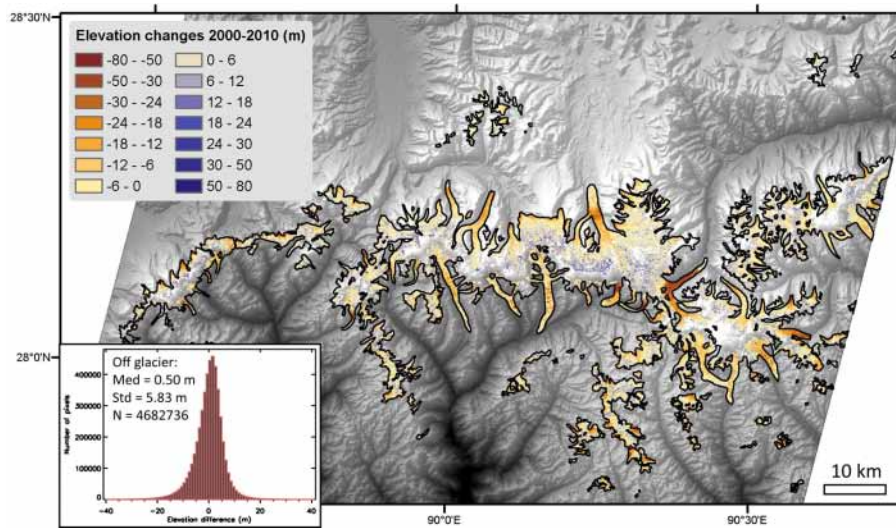 28°30'N
Elevation changes 2000-2010 (m)
-80 - -50
-50 - -30
-30 - -24
-24 - -18
-18 - -12
-12 - -6
-6 - 0
0 - 6
6 - 12
12 - 18
18 - 24
24 - 30
30 - 50
50 - 80
28°0'N
Off glacier:
Med = 0.50 m
Std = 5.83 m
N = 4682736
Number of pixels
400000
300000
200000
100000
0
-40
-20
0
20
40
Elevation difference (m)
90°0'E
90°30'E
10 km